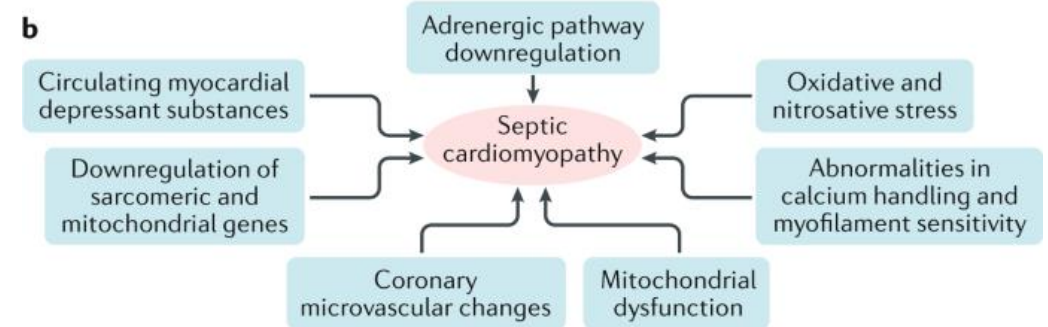 b
Adrenergic pathway
downregulation
Circulating myocardial
depressant substances
Oxidative and
nitrosative stress
Septic
cardiomyopathy
Downregulation of
sarcomeric and
mitochondrial genes
Abnormalities in
calcium handling and
myofilament sensitivity
Coronary
microvascular changes
Mitochondrial
dysfunction